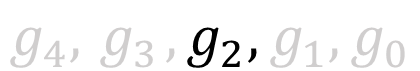 g₄, g₃, g₂, g₁, g₀